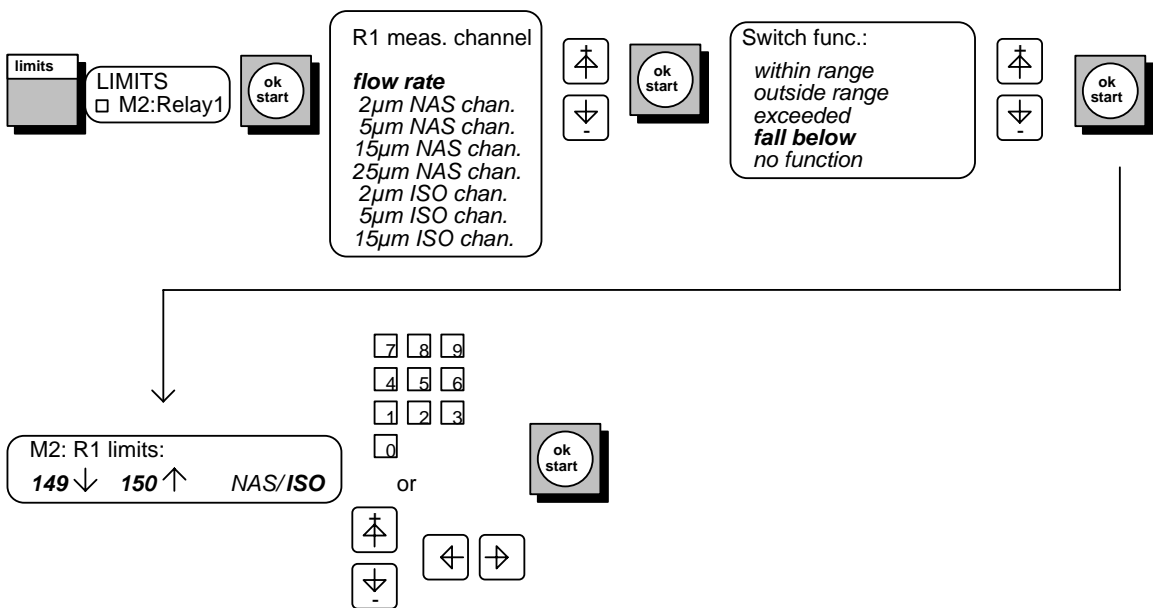 limits
LIMITS
M2:Relay1
ok
start
R1 meas. channel
flow rate
2µm NAS chan.
5µm NAS chan.
15µm NAS chan.
25µm NAS chan.
2µm ISO chan.
5µm ISO chan.
15µm ISO chan.
+
-
ok
start
Switch func.:
within range
outside range
exceeded
fall below
no function
+
-
ok
start
7 8 9
4 5 6
1 2 3
0
M2: R1 limits:
149↓ 150↑ NAS/ISO
or
ok
start
+
-